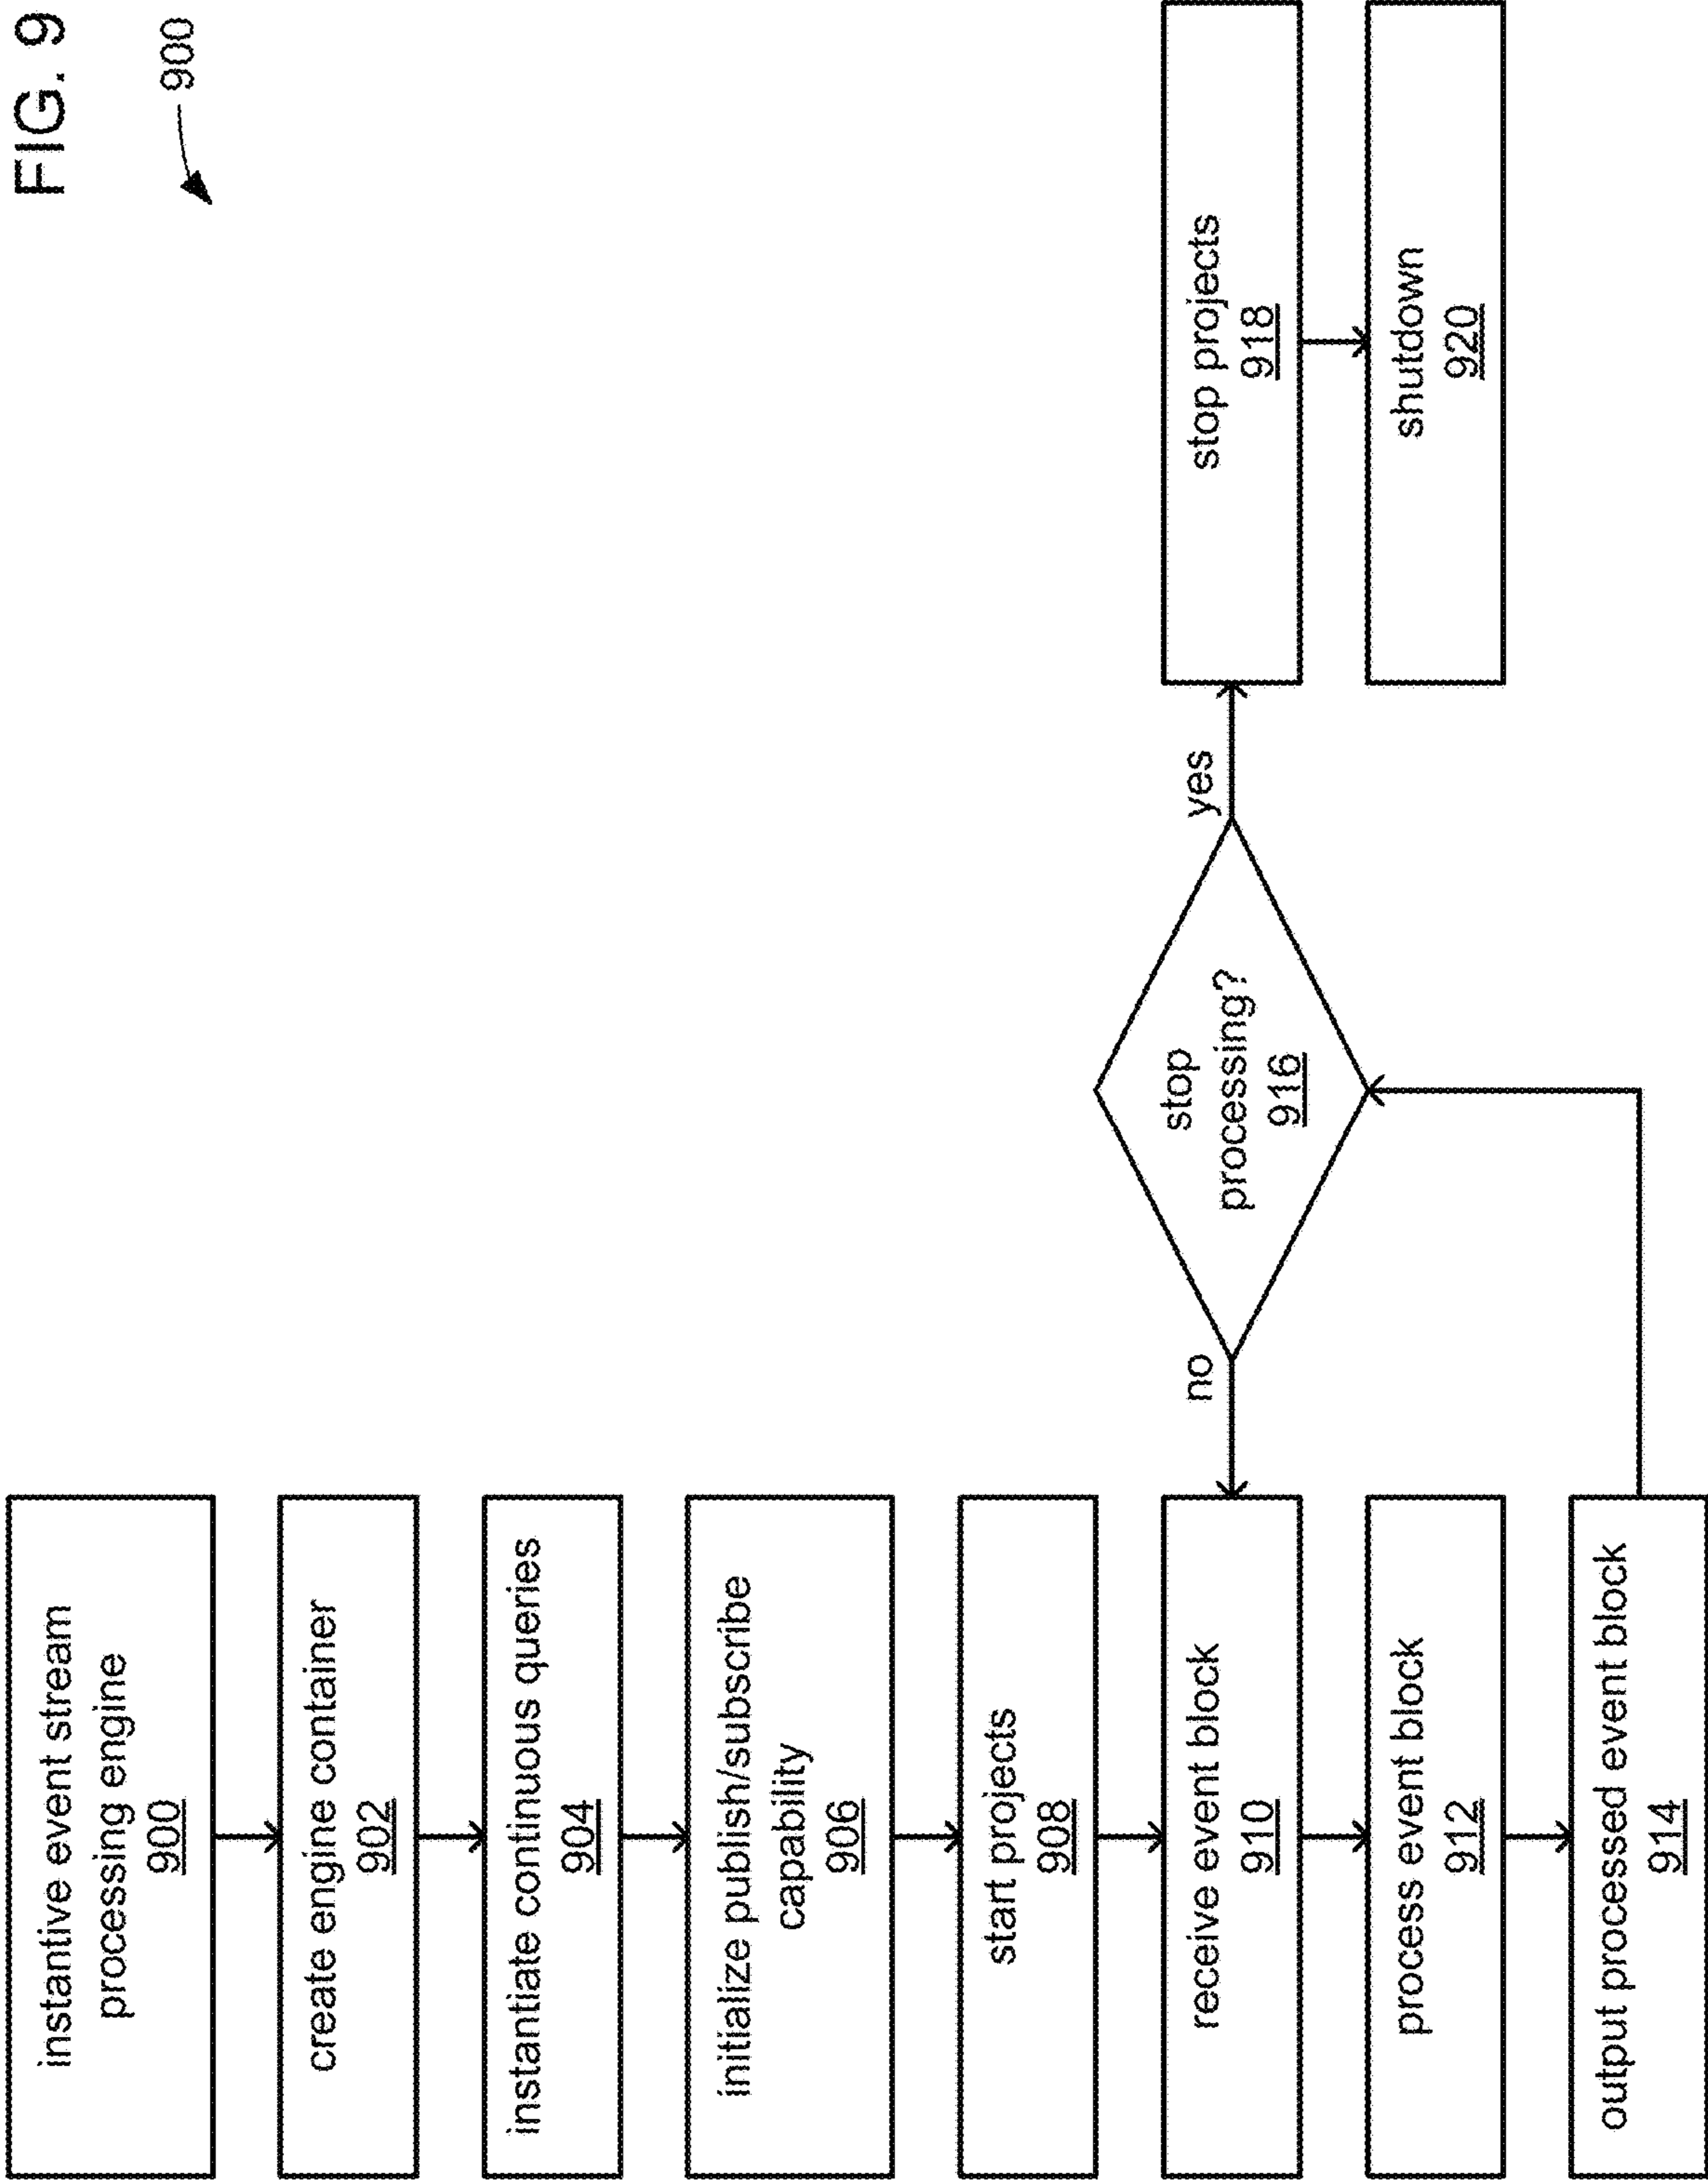 FIG. 9
900
instantive event stream
processing engine
900
create engine container
902
instantiate continuous queries
904
initialize publish/subscribe
capability
906
start projects
908
receive event block
910
process event block
912
output processed event block
914
no
stop
processing?
916
yes
stop projects
918
shutdown
920